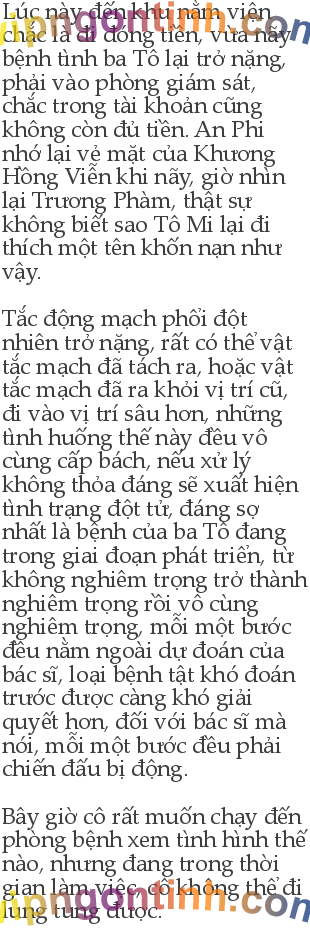 Lúc này đến khu nằm viện
chắc là đi đóng tiền, vừa nãy
bệnh tình ba Tô lại trở nặng,
phải vào phòng giám sát,
chắc trong tài khoản cũng
không còn đủ tiền. An Phi
nhớ lại vẻ mặt của Khương
Hồng Viễn khi nãy, giờ nhìn
lại Trương Phàm, thật sự
không biết sao Tô Mi lại đi
thích một tên khốn nạn như
vậy.

Tắc động mạch phổi đột
nhiên trở nặng, rất có thể vật
tắc mạch đã tách ra, hoặc vật
tắc mạch đã ra khỏi vị trí cũ,
đi vào vị trí sâu hơn, những
tình huống thế này đều vô
cùng cấp bách, nếu xử lý
không thỏa đáng sẽ xuất hiện
tình trạng đột tử, đáng sợ
nhất là bệnh của ba Tô đang
trong giai đoạn phát triển, từ
không nghiêm trọng trở thành
nghiêm trọng rồi vô cùng
nghiêm trọng, mỗi một bước
đều nằm ngoài dự đoán của
bác sĩ, loại bệnh tật khó đoán
trước được càng khó giải
quyết hơn, đối với bác sĩ mà
nói, mỗi một bước đều phải
chiến đấu bị động.

Bây giờ cô rất muốn chạy đến
phòng bệnh xem tình hình thế
nào, nhưng đang trong thời
gian làm việc, cô không thể đi
lung tung được.